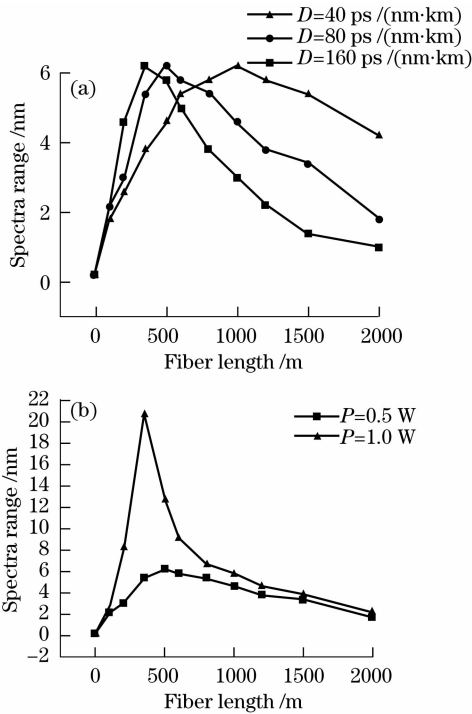 D=40 ps /(nm·km)
D=80 ps /(nm·km)
D=160 ps /(nm·km)
(a)
Spectra range /nm
6
4
2
0
0 500 1000 1500 2000
Fiber length /m
(b)
P=0.5 W
P=1.0 W
Spectra range /nm
22
20
18
16
14
12
10
8
6
4
2
0
−2
0 500 1000 1500 2000
Fiber length /m